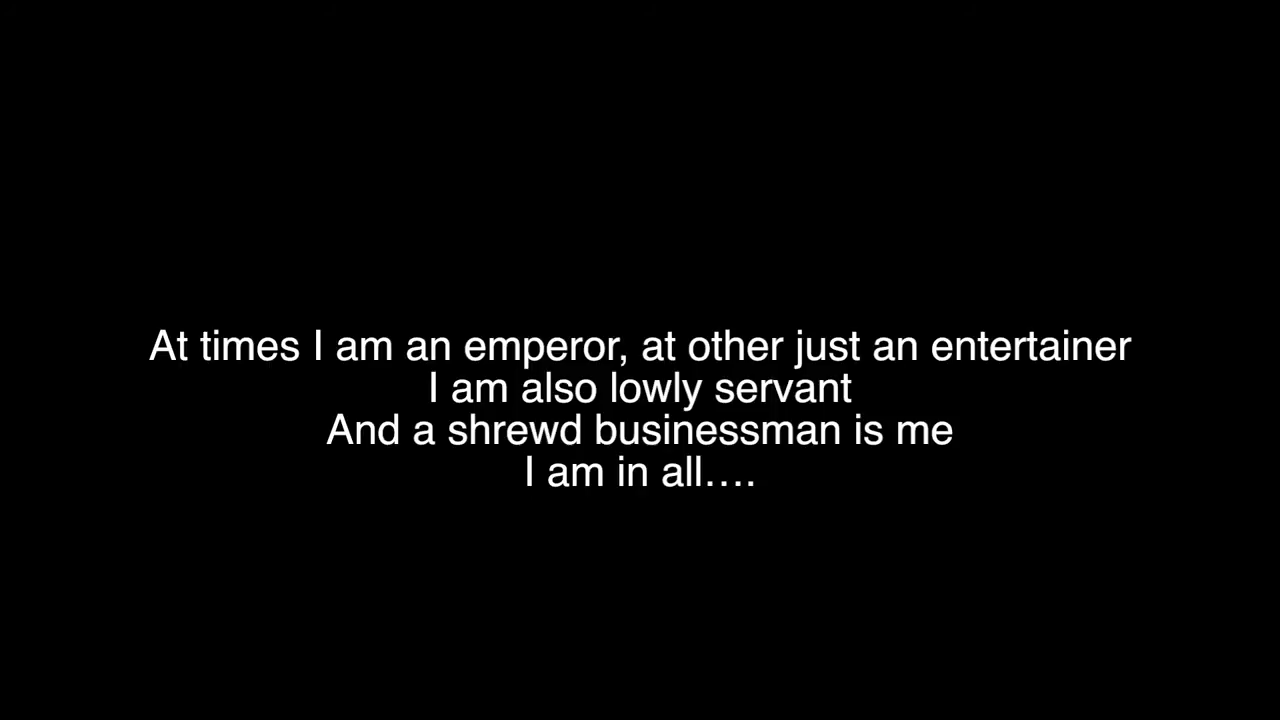 At times I am an emperor, at other just an entertainer
I am also lowly servant
And a shrewd businessman is me
I am in all….